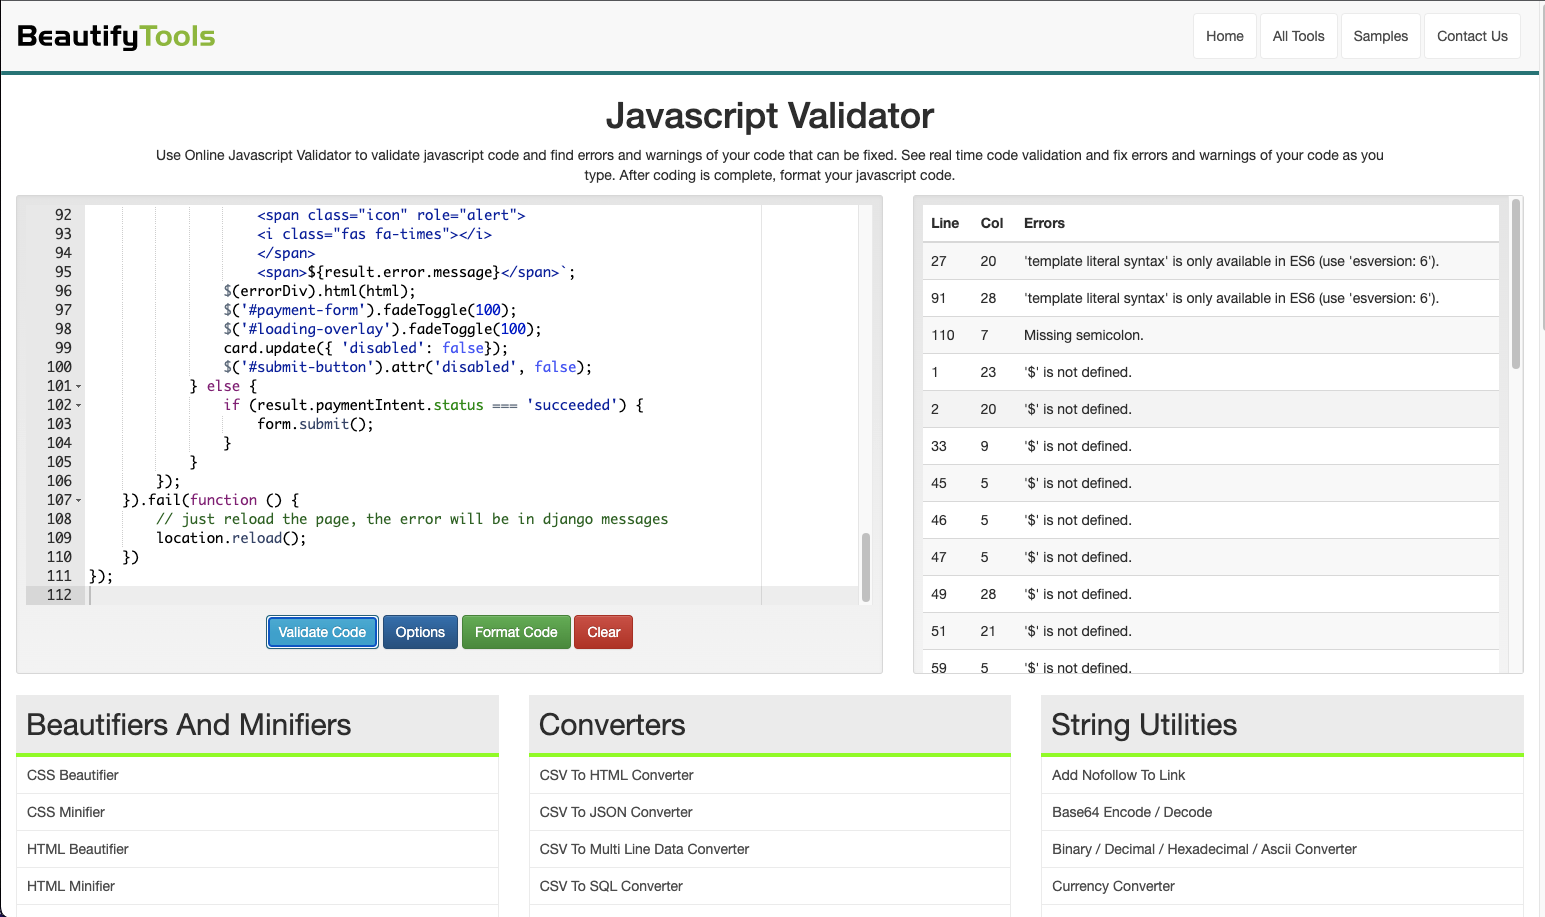 BeautifyTools
Home
All Tools
Samples
Contact Us
Javascript Validator
Use Online Javascript Validator to validate javascript code and find errors and warnings of your code that can be fixed. See real time code validation and fix errors and warnings of your code as you
type. After coding is complete, format your javascript code.
92 <span class="icon" role="alert">
93 <i class="fas fa-times"></i>
94 </span>
95 <span>${result.error.message}</span>`;
96 $(errorDiv).html(html);
97 $('#payment-form').fadeToggle(100);
98 $('#loading-overlay').fadeToggle(100);
99 card.update({ 'disabled': false});
100 $('#submit-button').attr('disabled', false);
101 } else {
102 if (result.paymentIntent.status === 'succeeded') {
103 form.submit();
104 }
105 }
106 });
107 }).fail(function () {
108 // just reload the page, the error will be in django messages
109 location.reload();
110 })
111 });
112
Validate Code
Options
Format Code
Clear
Line Col Errors
27 20 'template literal syntax' is only available in ES6 (use 'esversion: 6').
91 28 'template literal syntax' is only available in ES6 (use 'esversion: 6').
110 7 Missing semicolon.
1 23 '$' is not defined.
2 20 '$' is not defined.
33 9 '$' is not defined.
45 5 '$' is not defined.
46 5 '$' is not defined.
47 5 '$' is not defined.
49 28 '$' is not defined.
51 21 '$' is not defined.
59 5 '$' is not defined.
Beautifiers And Minifiers
CSS Beautifier
CSS Minifier
HTML Beautifier
HTML Minifier
Converters
CSV To HTML Converter
CSV To JSON Converter
CSV To Multi Line Data Converter
CSV To SQL Converter
String Utilities
Add Nofollow To Link
Base64 Encode / Decode
Binary / Decimal / Hexadecimal / Ascii Converter
Currency Converter